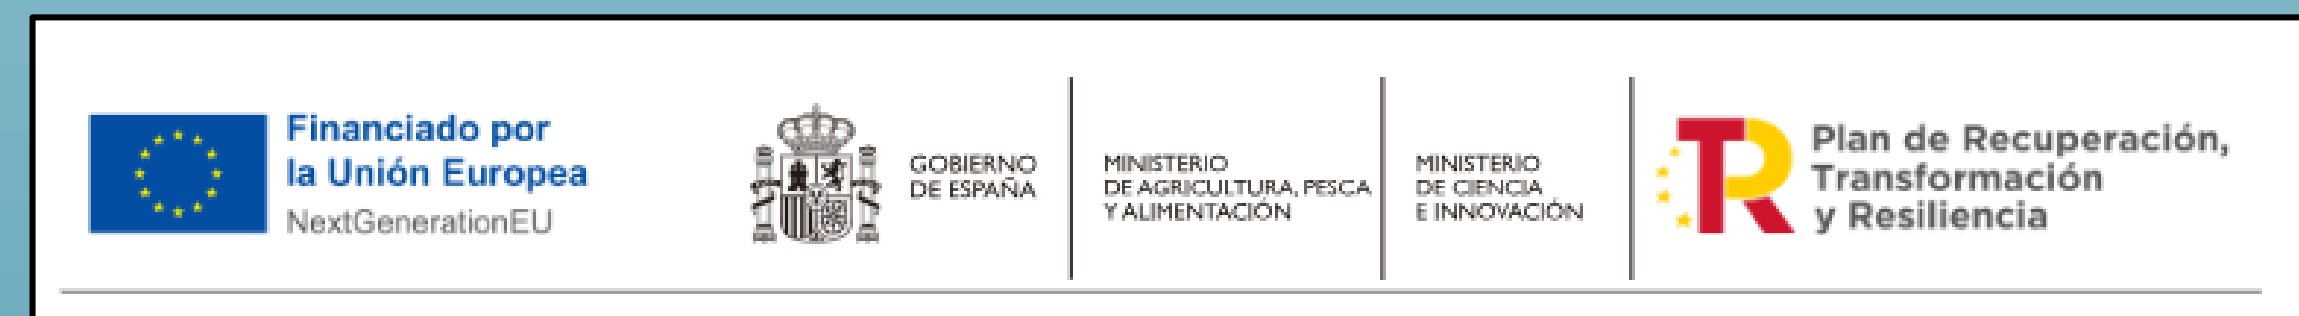 Financiado por
la Unión Europea
NextGenerationEU
GOBIERNO
DE ESPAÑA
MINISTERIO
DE AGRICULTURA, PESCA
Y ALIMENTACIÓN
MINISTERIO
DE CIENCIA
E INNOVACIÓN
Plan de Recuperación,
Transformación
y Resiliencia